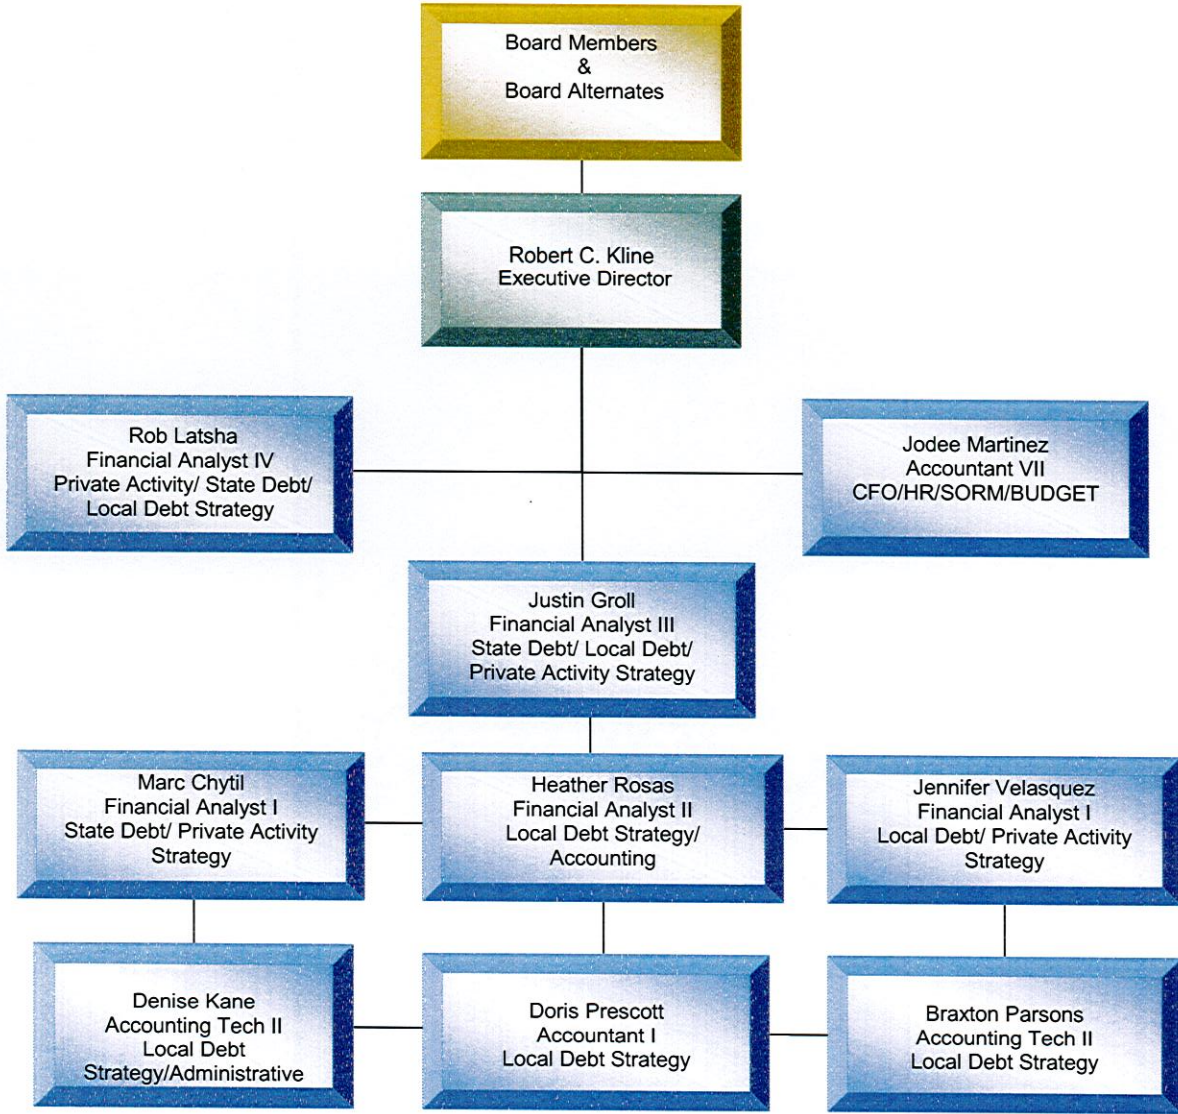 Board Members
&
Board Alternates
Robert C. Kline
Executive Director
Rob Latsha
Financial Analyst IV
Private Activity/ State Debt/
Local Debt Strategy
Jodee Martinez
Accountant VII
CFO/HR/SORM/BUDGET
Justin Groll
Financial Analyst III
State Debt/ Local Debt/
Private Activity Strategy
Marc Chytil
Financial Analyst I
State Debt/ Private Activity
Strategy
Heather Rosas
Financial Analyst II
Local Debt Strategy/
Accounting
Jennifer Velasquez
Financial Analyst I
Local Debt/ Private Activity
Strategy
Denise Kane
Accounting Tech II
Local Debt
Strategy/Administrative
Doris Prescott
Accountant I
Local Debt Strategy
Braxton Parsons
Accounting Tech II
Local Debt Strategy